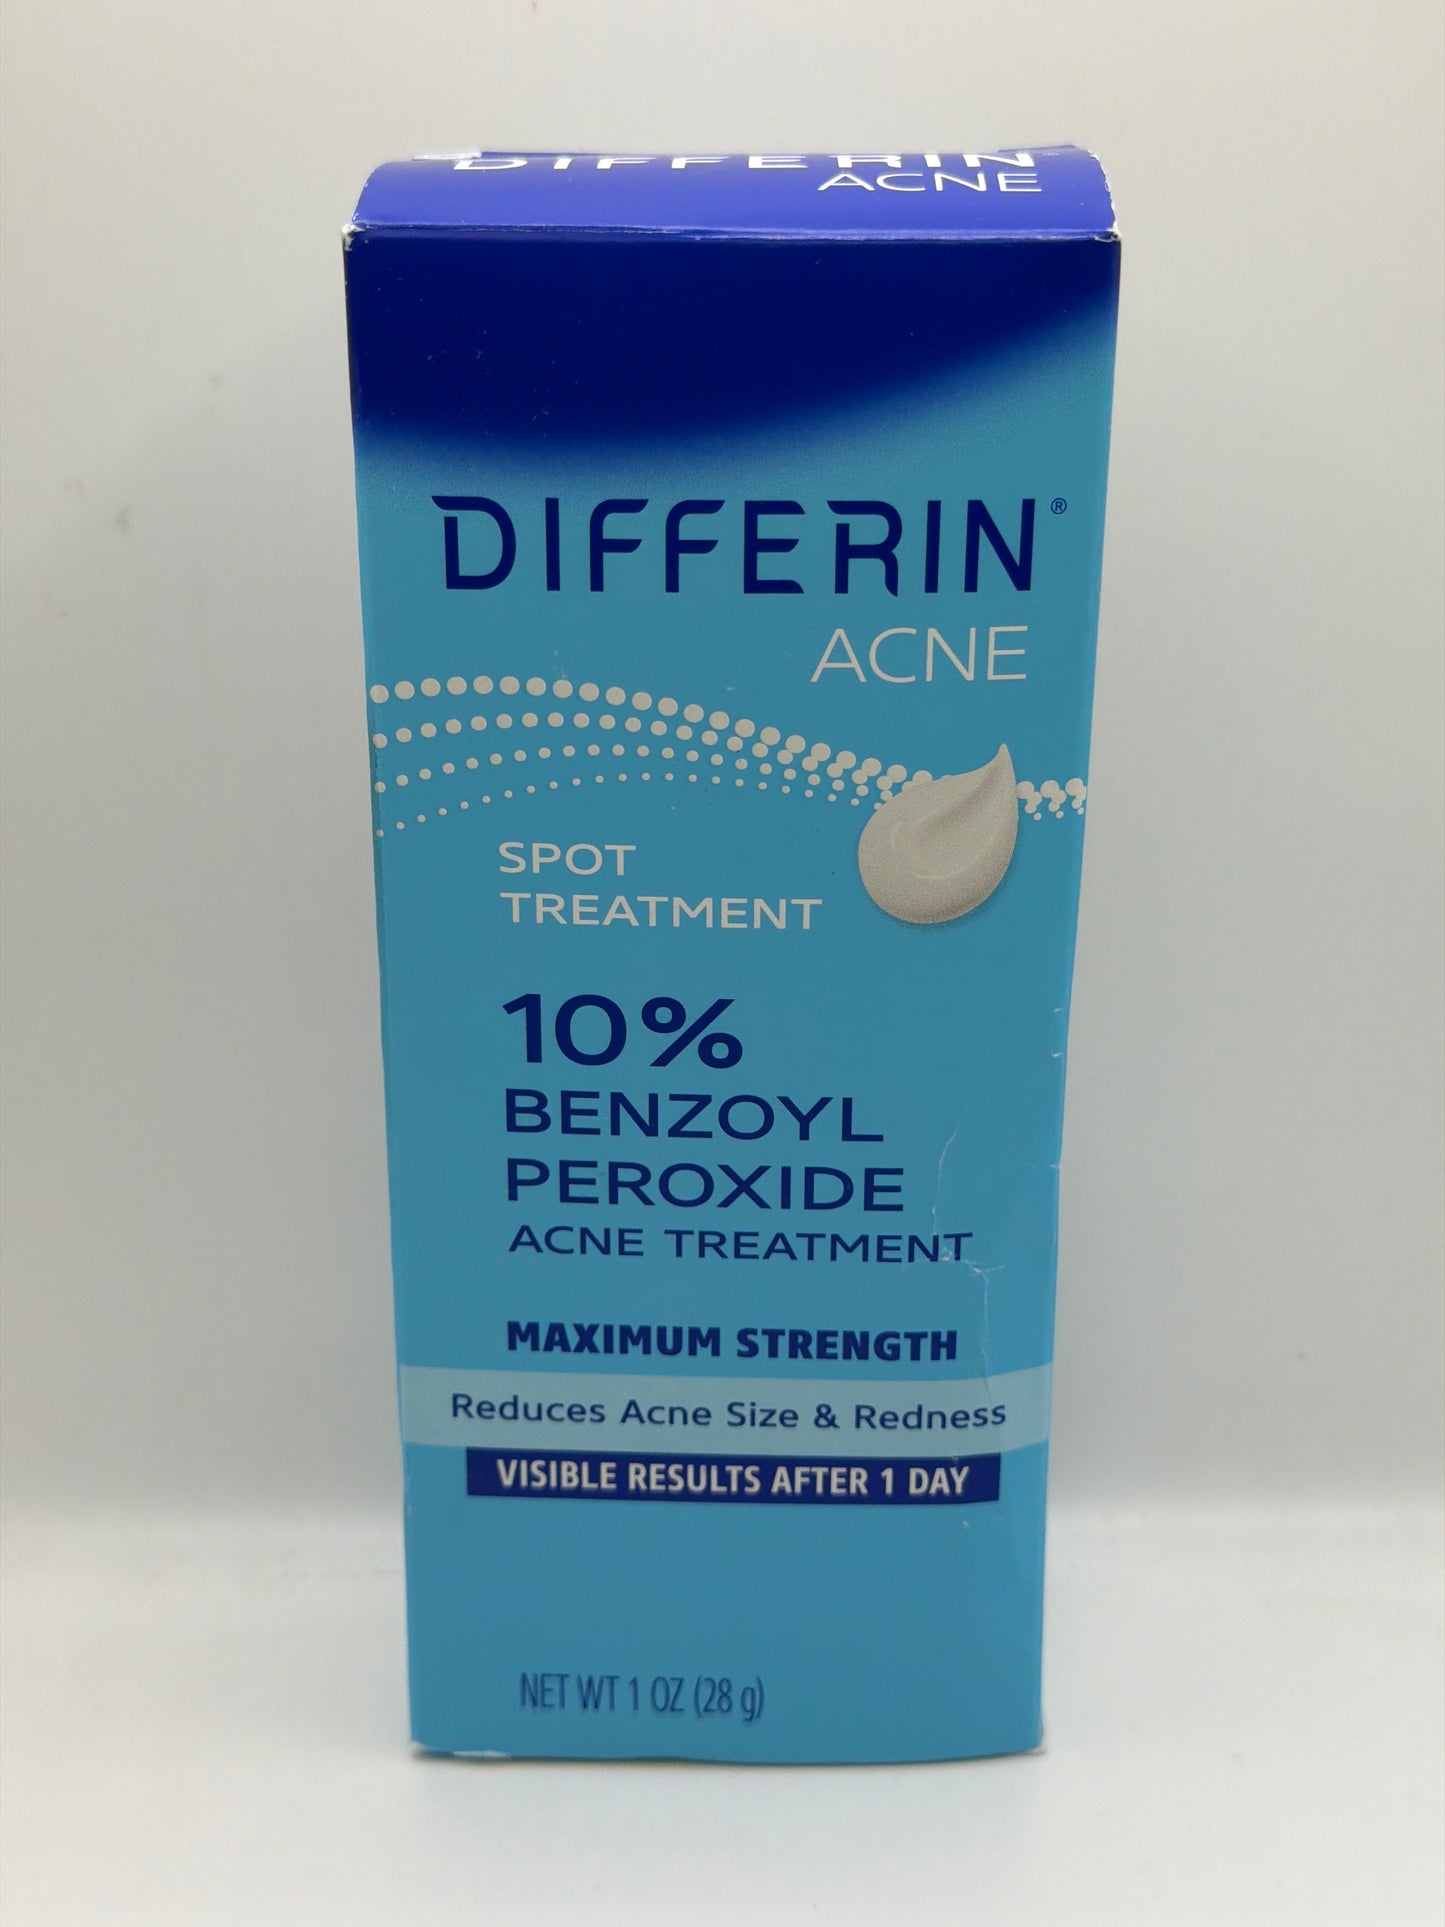 DIFFERIN
ACNE
DIFFERIN®
ACNE
SPOT
TREATMENT
10%
BENZOYL
PEROXIDE
ACNE TREATMENT
MAXIMUM STRENGTH
Reduces Acne Size & Redness
VISIBLE RESULTS AFTER 1 DAY
NET WT 1 OZ (28 g)